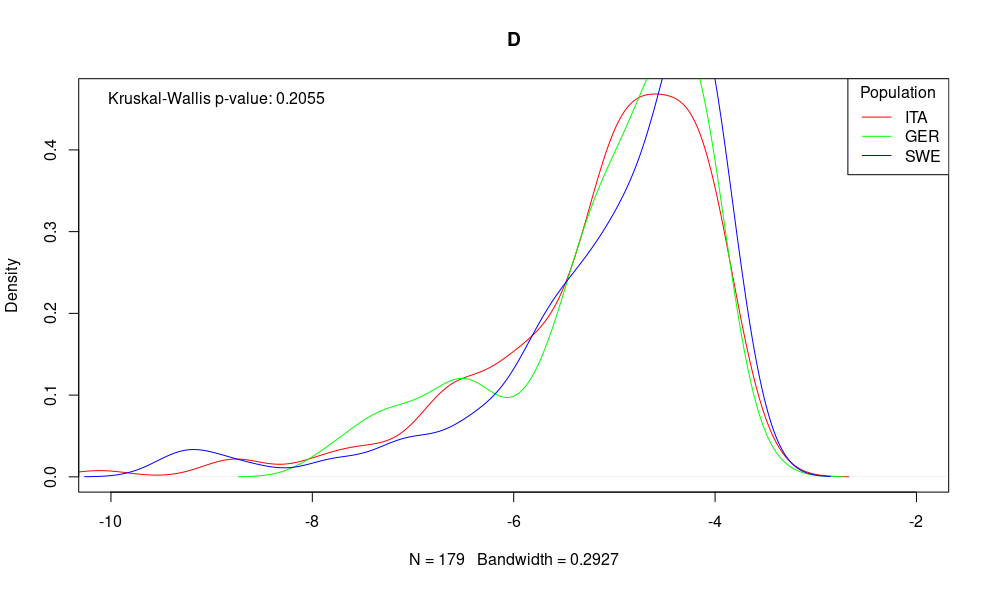 D
Kruskal-Wallis p-value: 0.2055
Population
ITA
GER
SWE
Density
0.0
0.1
0.2
0.3
0.4
-10
-8
-6
-4
-2
N = 179 Bandwidth = 0.2927